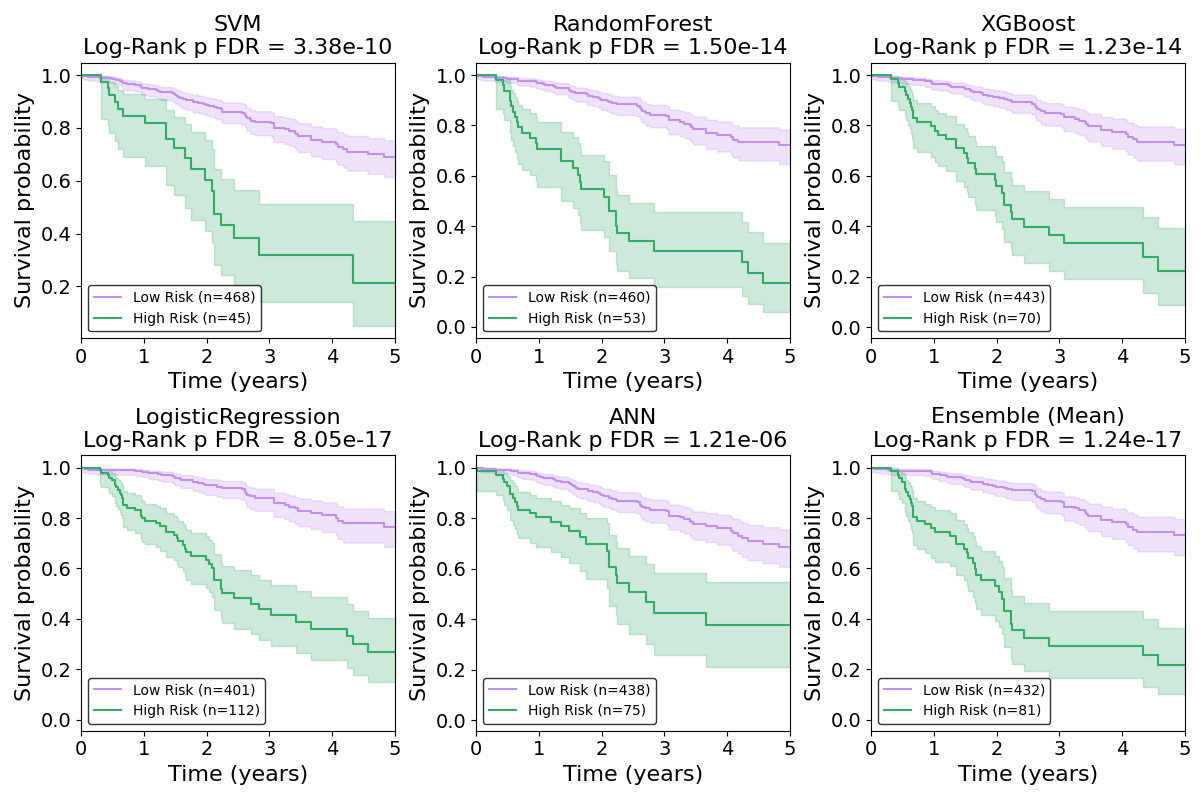 SVM
Log-Rank p FDR = 3.38e-10
Survival probability
1.0
0.8
0.6
0.4
0.2
Low Risk (n=468)
High Risk (n=45)
0 1 2 3 4 5
Time (years)
RandomForest
Log-Rank p FDR = 1.50e-14
Survival probability
1.0
0.8
0.6
0.4
0.2
0.0
Low Risk (n=460)
High Risk (n=53)
0 1 2 3 4 5
Time (years)
XGBoost
Log-Rank p FDR = 1.23e-14
Survival probability
1.0
0.8
0.6
0.4
0.2
0.0
Low Risk (n=443)
High Risk (n=70)
0 1 2 3 4 5
Time (years)
LogisticRegression
Log-Rank p FDR = 8.05e-17
Survival probability
1.0
0.8
0.6
0.4
0.2
0.0
Low Risk (n=401)
High Risk (n=112)
0 1 2 3 4 5
Time (years)
ANN
Log-Rank p FDR = 1.21e-06
Survival probability
1.0
0.8
0.6
0.4
0.2
0.0
Low Risk (n=438)
High Risk (n=75)
0 1 2 3 4 5
Time (years)
Ensemble (Mean)
Log-Rank p FDR = 1.24e-17
Survival probability
1.0
0.8
0.6
0.4
0.2
0.0
Low Risk (n=432)
High Risk (n=81)
0 1 2 3 4 5
Time (years)